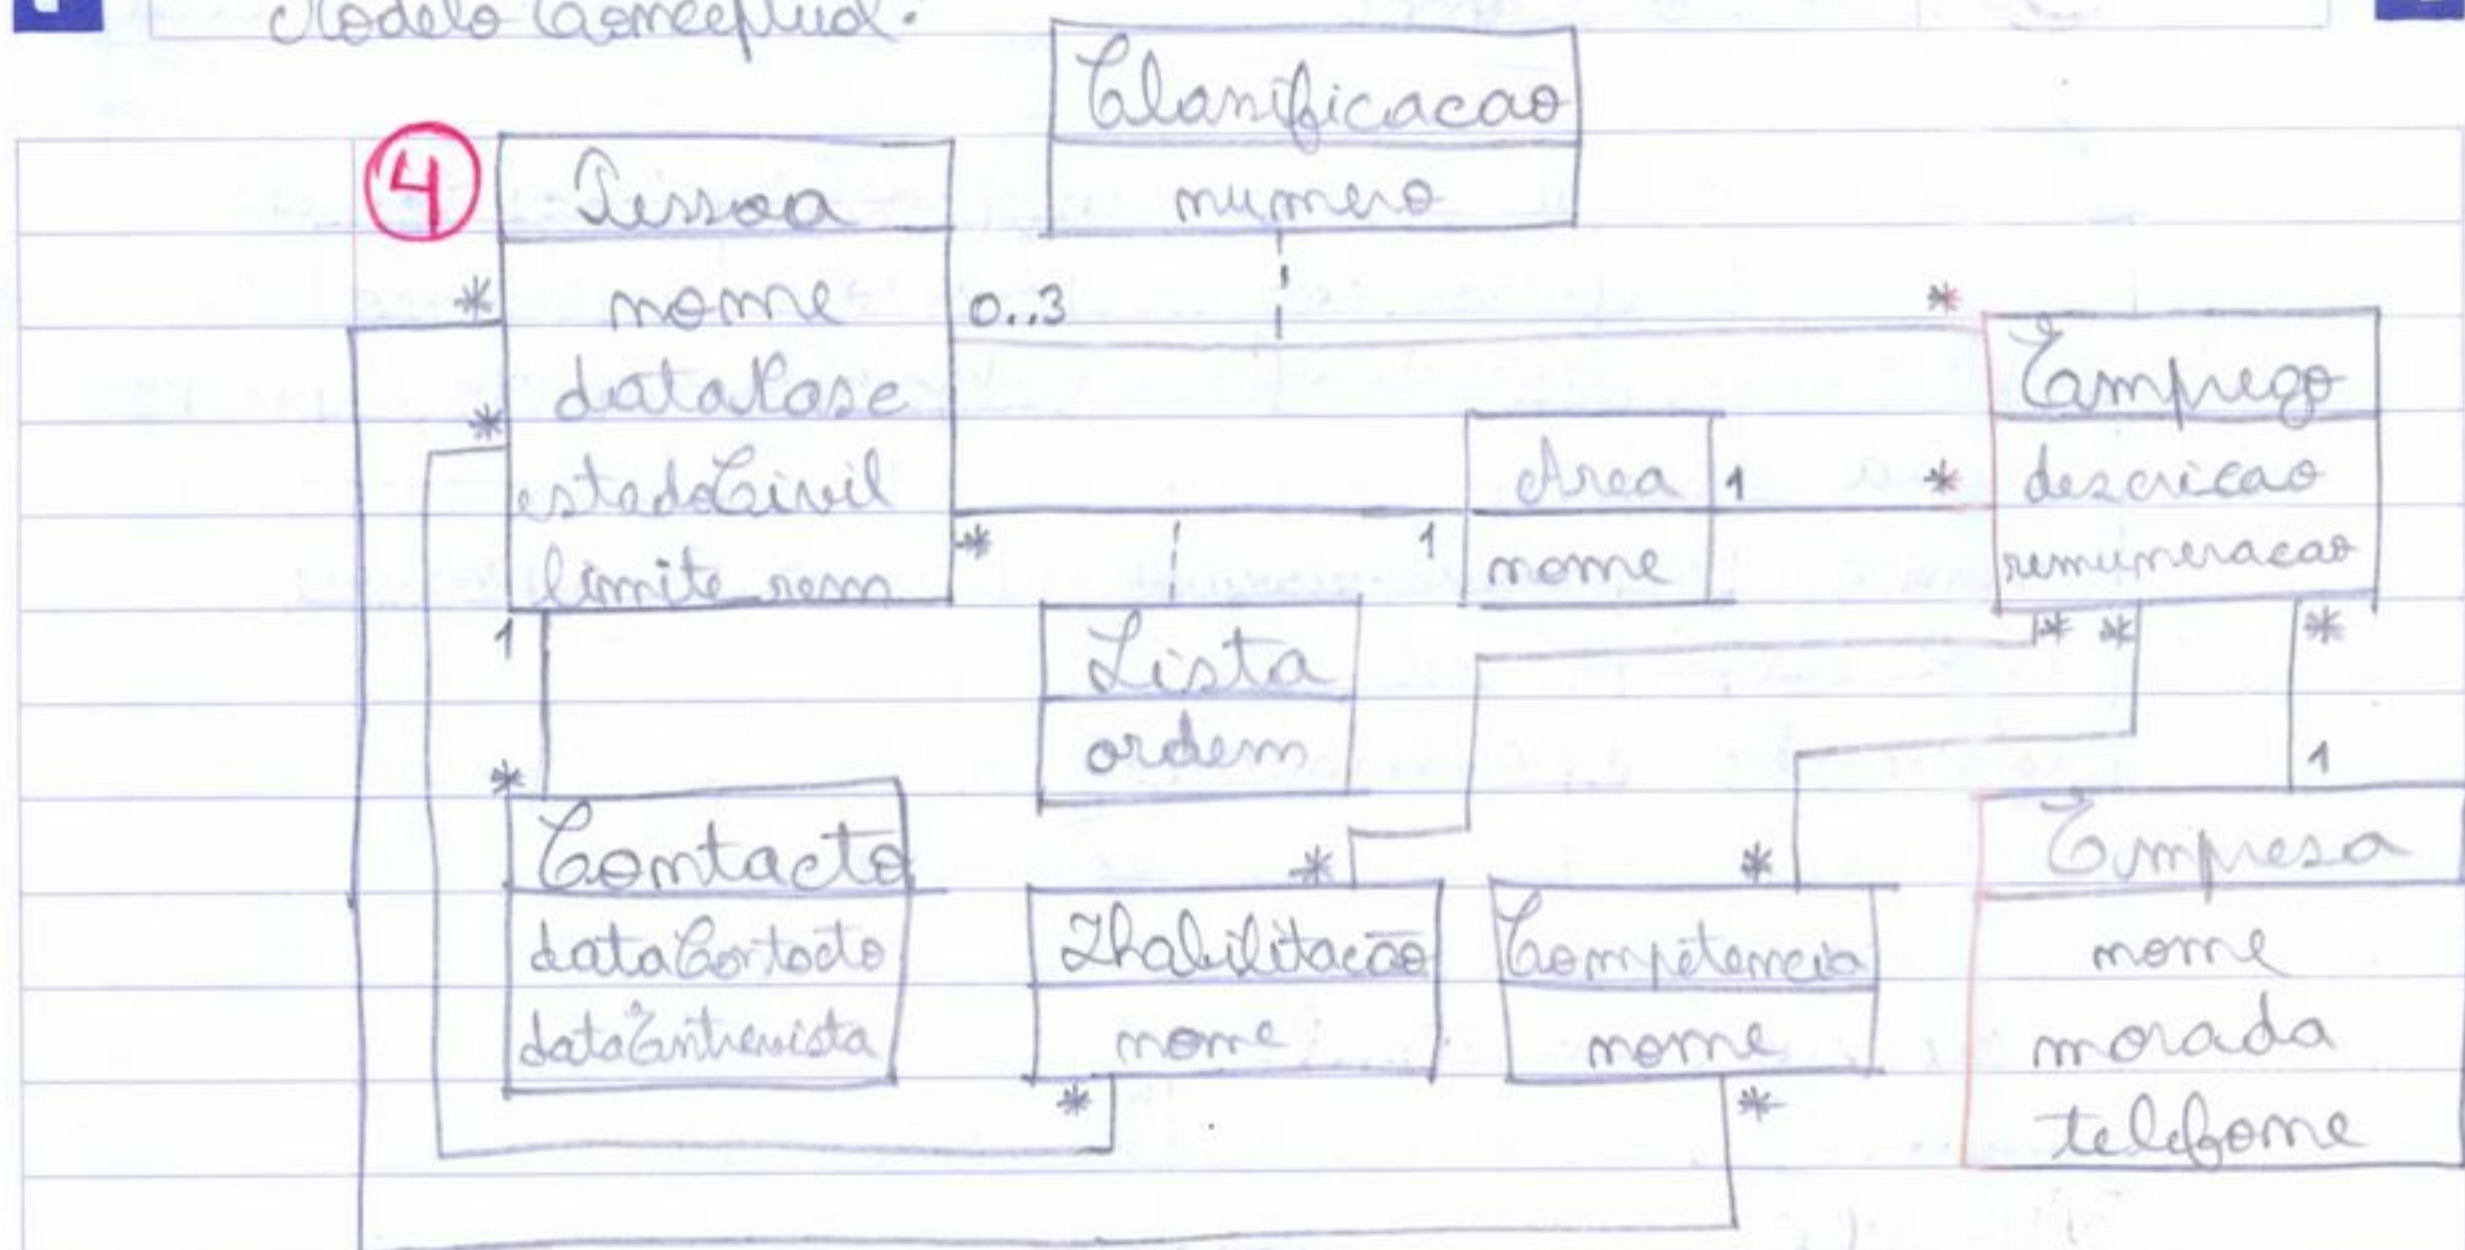 Modelo Conceptual:
Classificacao
numero
4
Pessoa
nome
dataNasc
estadoCivil
limite_rem
*
*
0..3
*
Emprego
descricao
remuneracao
Area
nome
1
*
*
1
Lista
ordem
1
*
*
*
*
1
Contacto
dataContacto
dataEntrevista
*
Habilitacão
nome
*
*
Competencia
nome
*
Empresa
nome
morada
telefone